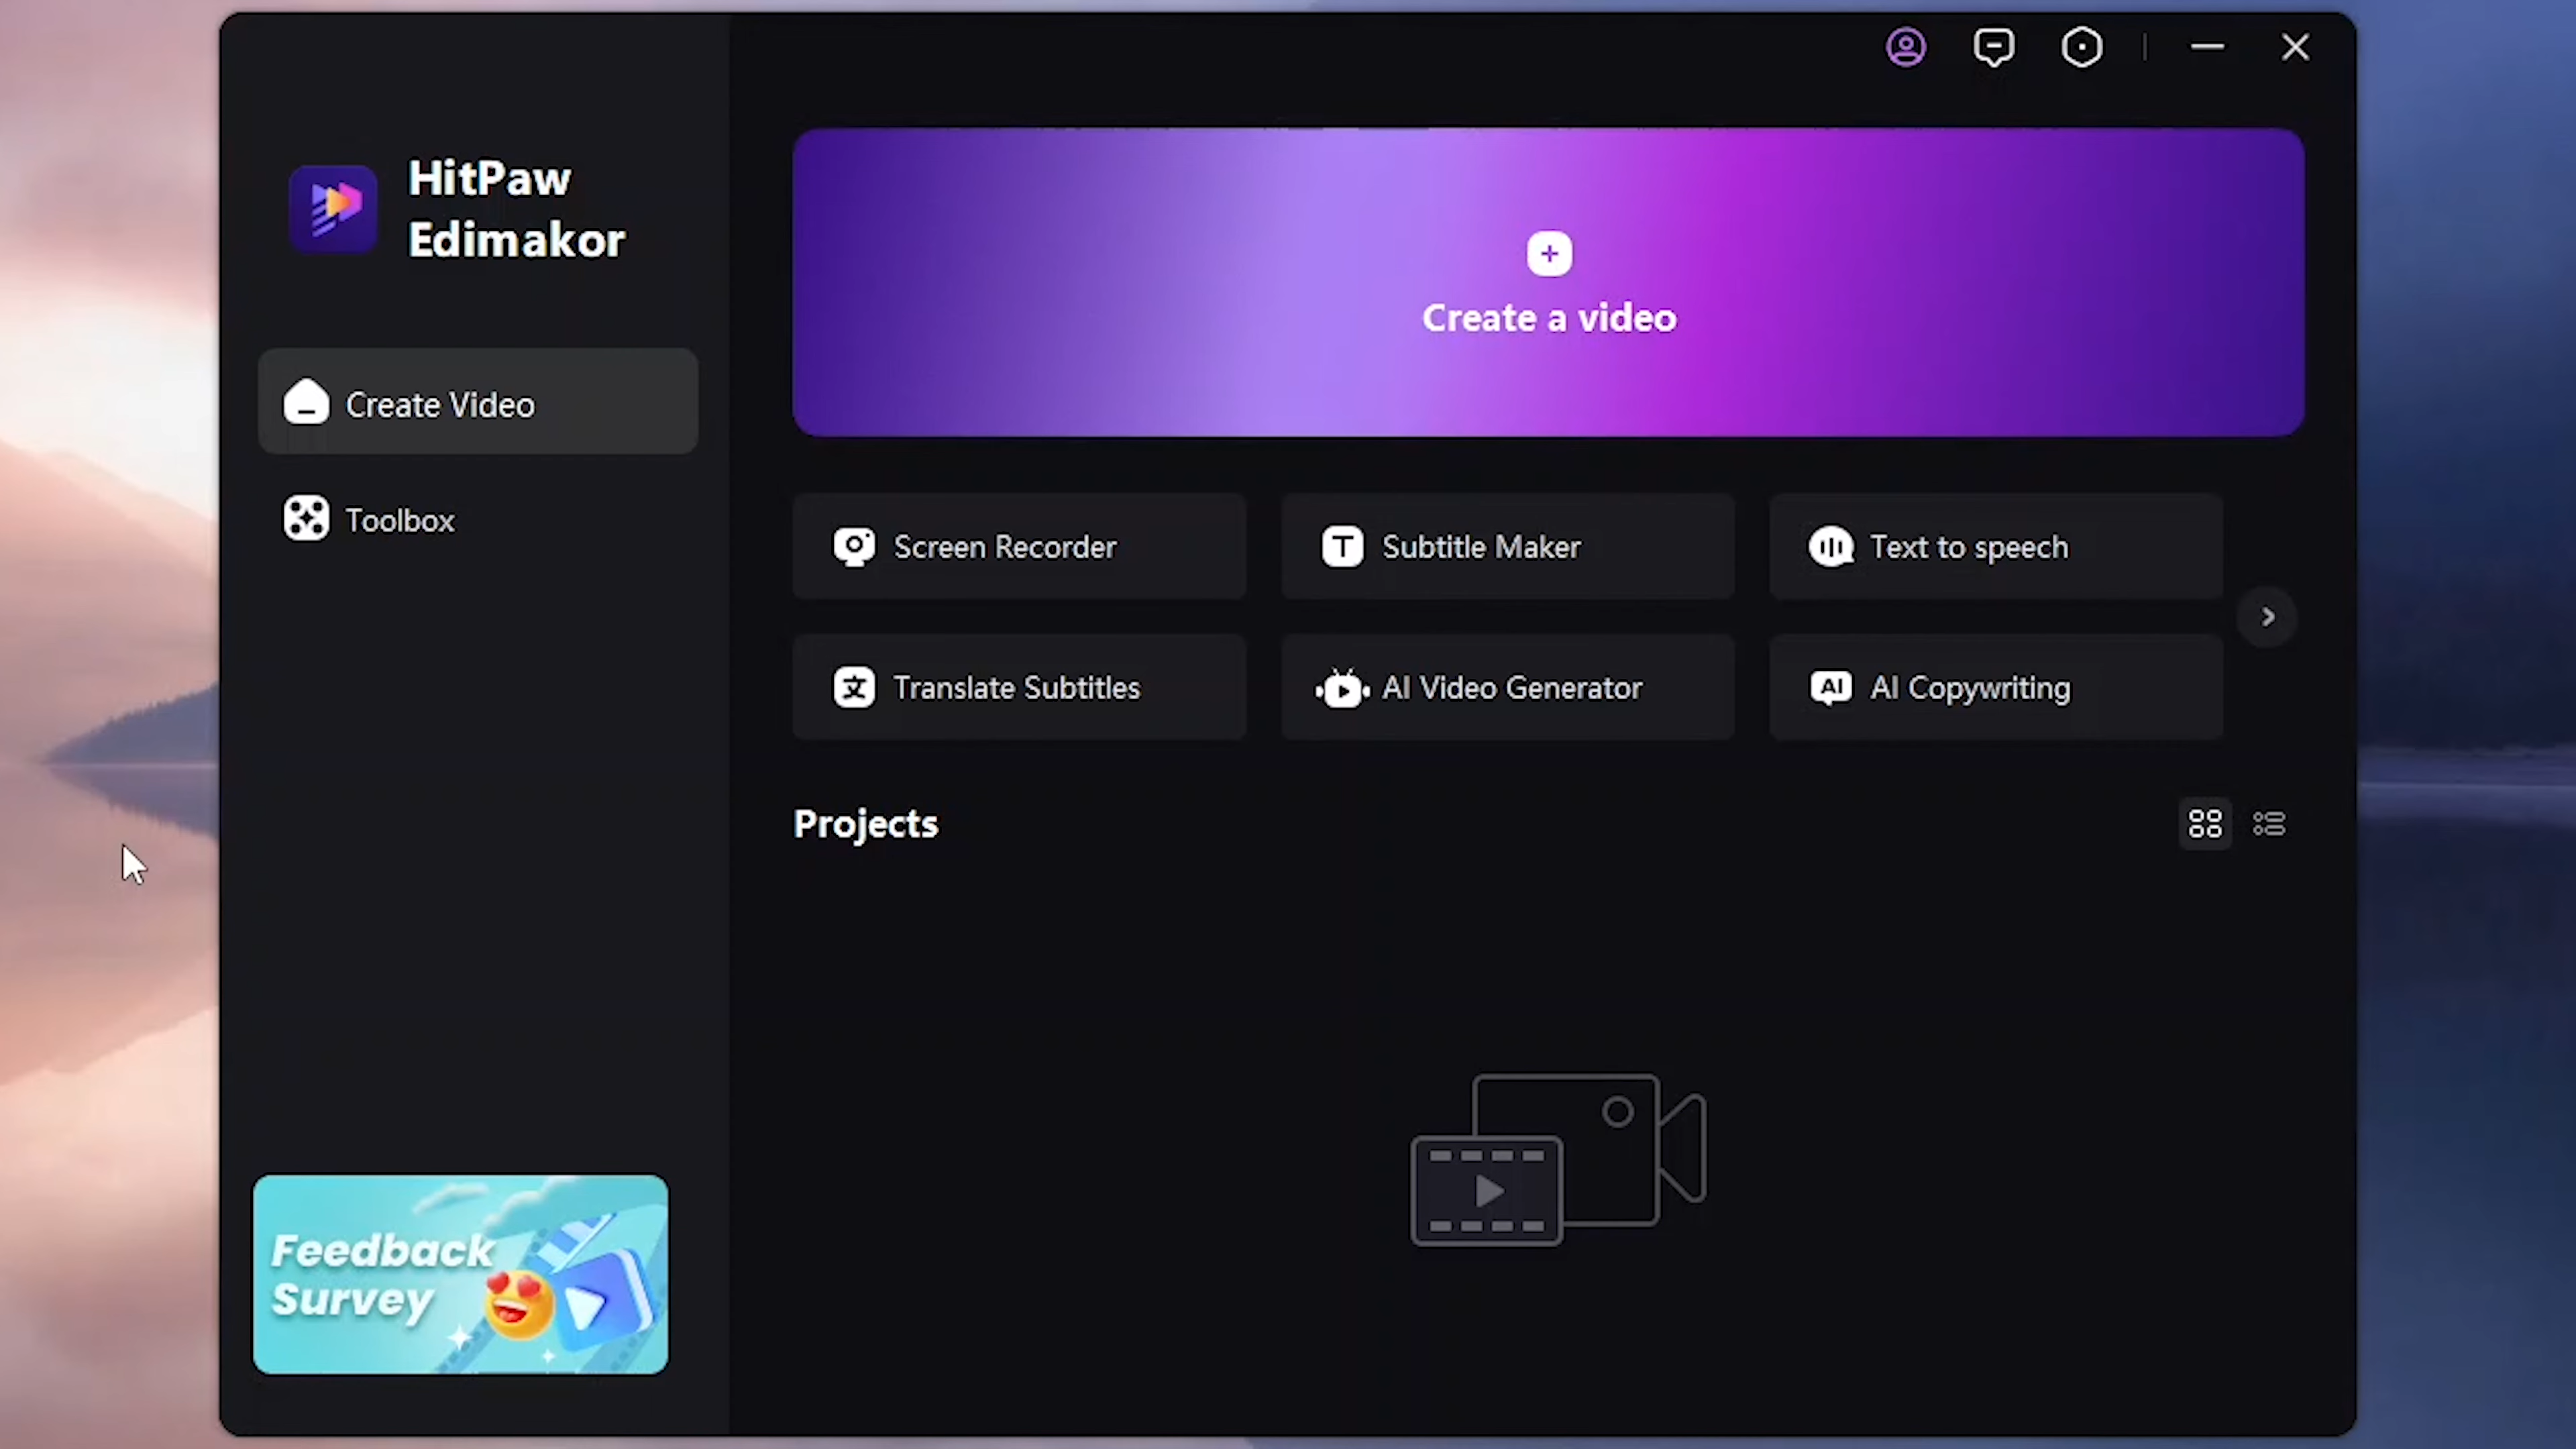 HitPaw
Edimakor
Create Video
Toolbox
Feedback
Survey
Create a video
Screen Recorder
Subtitle Maker
Text to speech
Translate Subtitles
AI Video Generator
AI Copywriting
Projects